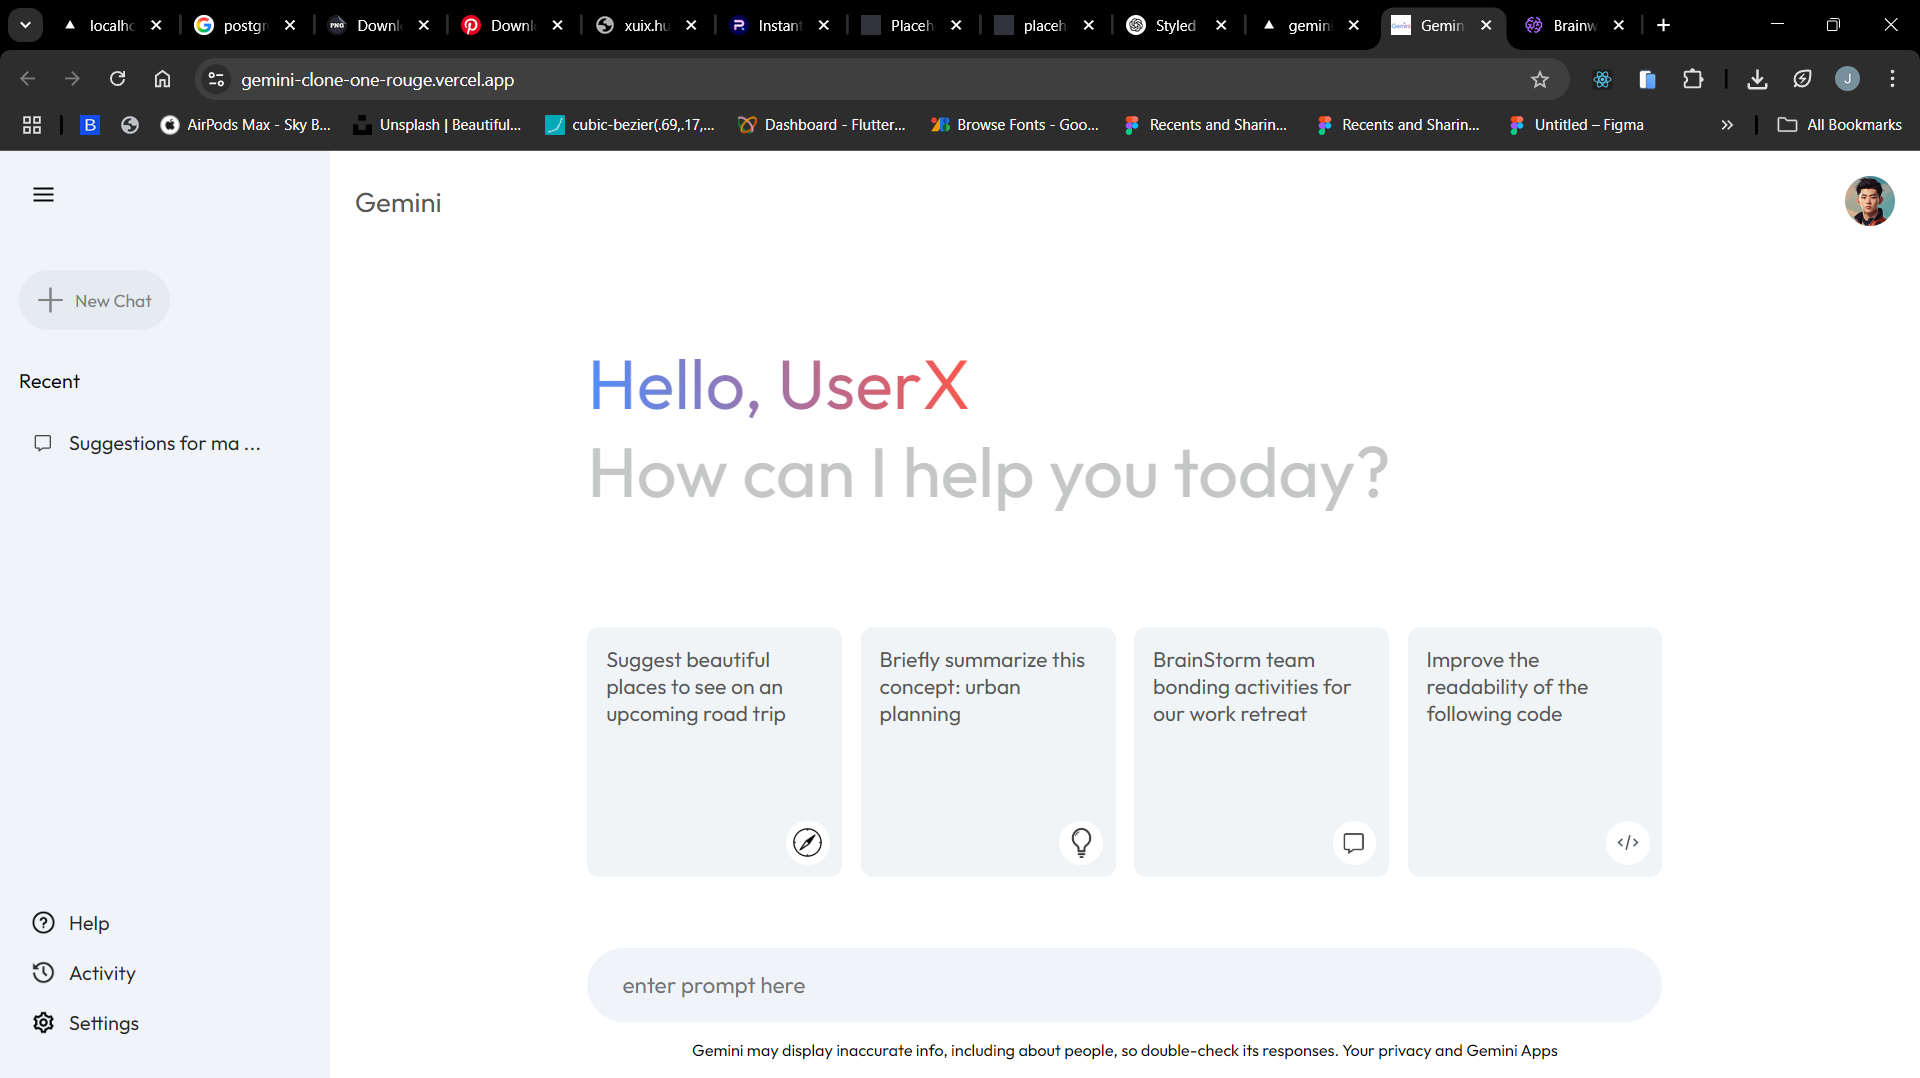 localho
postgr
PNG
Downl
Downl
xuix.hu
Instant
Placeh
placeh
Styled
gemini
Gemin
Brainw
gemini-clone-one-rouge.vercel.app
J
B
AirPods Max - Sky B...
Unsplash | Beautiful...
cubic-bezier(.69,.17,...
Dashboard - Flutter...
Browse Fonts - Goo...
Recents and Sharin...
Recents and Sharin...
Untitled – Figma
All Bookmarks
Gemini
New Chat
Recent
Suggestions for ma ...
Hello, UserX
How can I help you today?
Suggest beautiful
places to see on an
upcoming road trip
Briefly summarize this
concept: urban
planning
BrainStorm team
bonding activities for
our work retreat
Improve the
readability of the
following code
Help
Activity
Settings
enter prompt here
Gemini may display inaccurate info, including about people, so double-check its responses. Your privacy and Gemini Apps